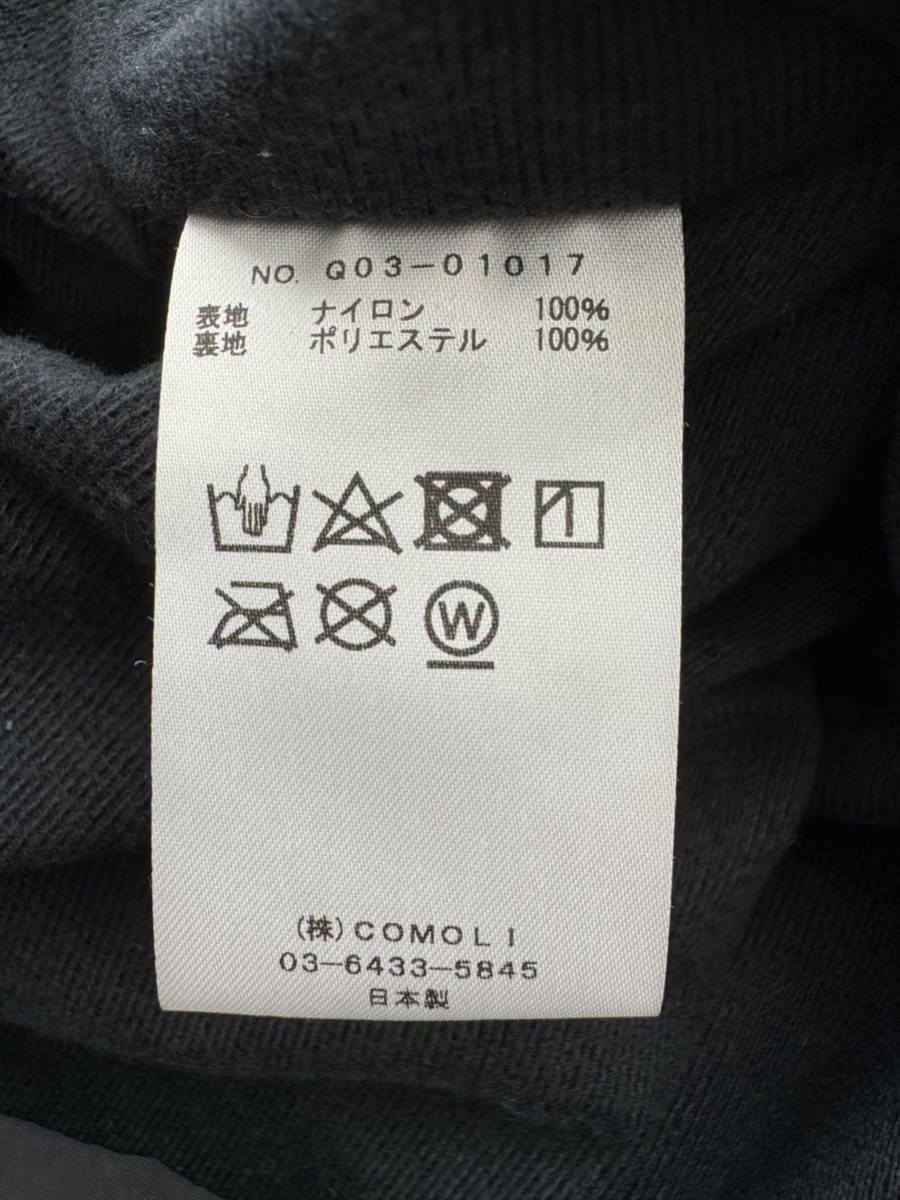 NO. Q03-01017
表地 ナイロン 100%
裏地 ポリエステル 100%
W
(株)COMOLI
03-6433-5845
日本製